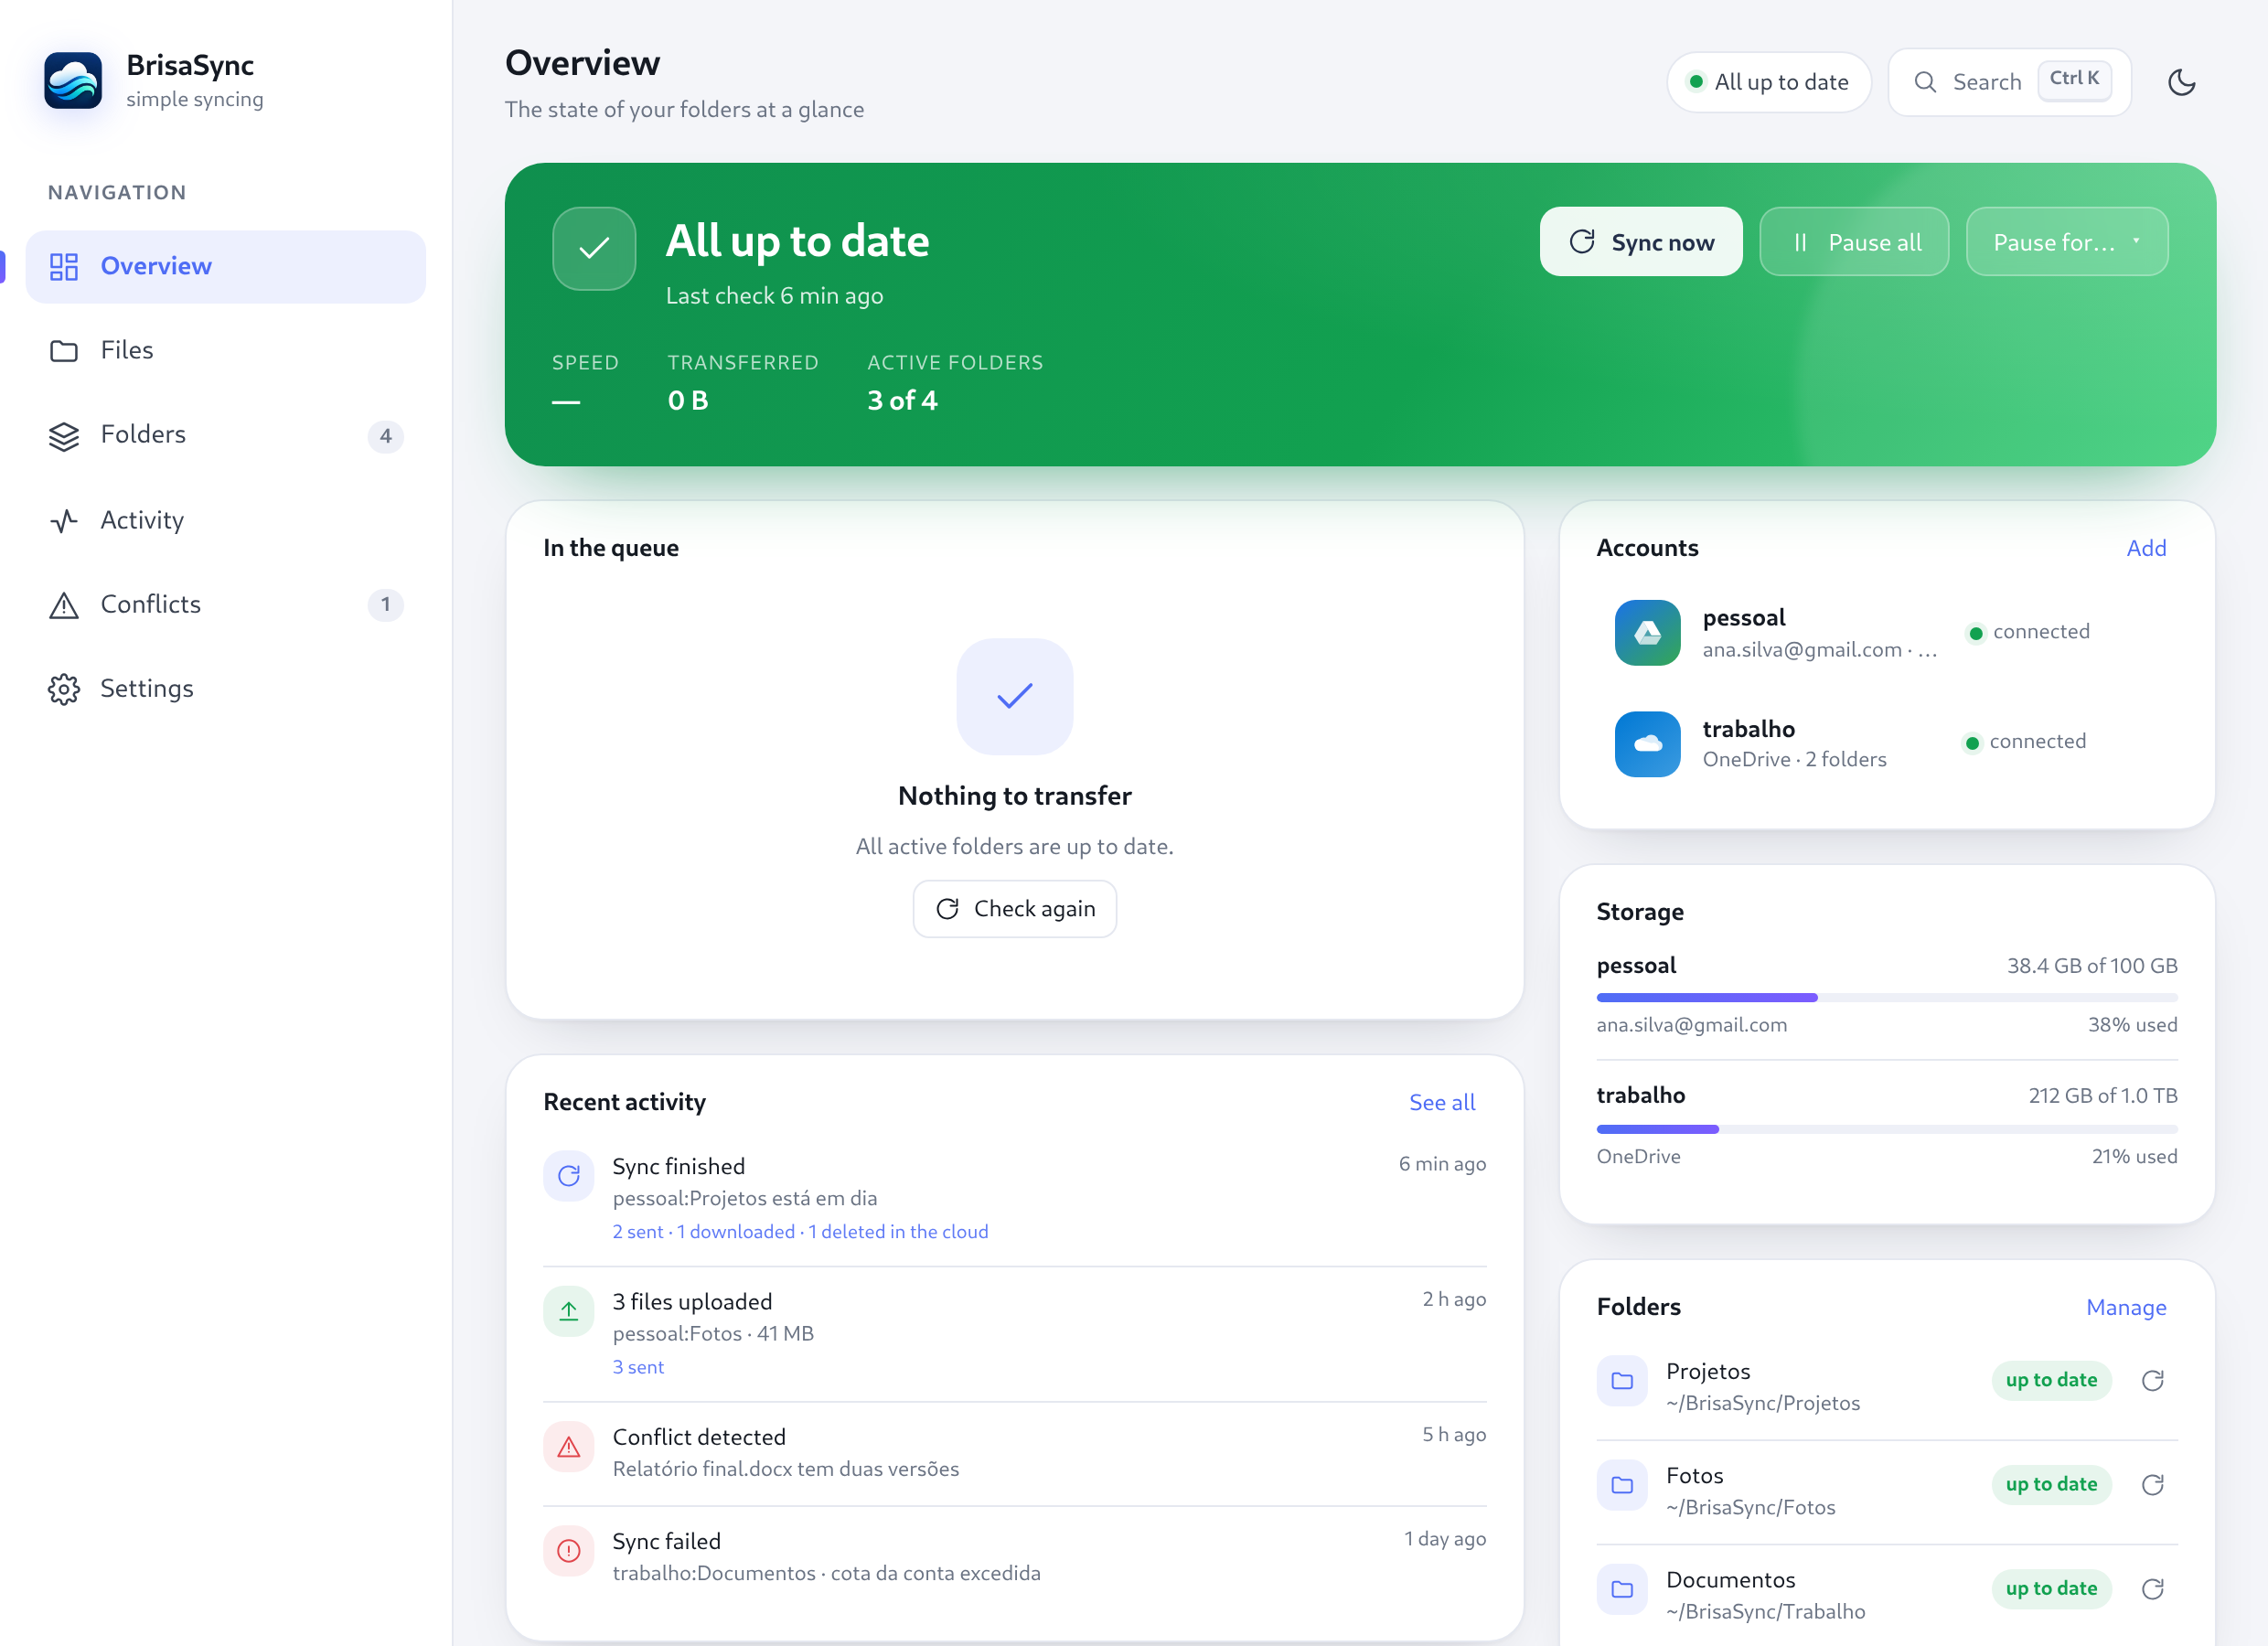 BrisaSync
simple syncing
NAVIGATION
Overview
Files
Folders
4
Activity
Conflicts
1
Settings
Overview
The state of your folders at a glance
All up to date
Search
Ctrl K
All up to date
Last check 6 min ago
Sync now
Pause all
Pause for...
SPEED
TRANSFERRED
ACTIVE FOLDERS
—
0 B
3 of 4
In the queue
Nothing to transfer
All active folders are up to date.
Check again
Recent activity
See all
Sync finished
6 min ago
pessoal:Projetos está em dia
2 sent · 1 downloaded · 1 deleted in the cloud
3 files uploaded
2 h ago
pessoal:Fotos · 41 MB
3 sent
Conflict detected
5 h ago
Relatório final.docx tem duas versões
Sync failed
1 day ago
trabalho:Documentos · cota da conta excedida
Accounts
Add
pessoal
ana.silva@gmail.com · ...
connected
trabalho
OneDrive · 2 folders
connected
Storage
pessoal
38.4 GB of 100 GB
ana.silva@gmail.com
38% used
trabalho
212 GB of 1.0 TB
OneDrive
21% used
Folders
Manage
Projetos
~/BrisaSync/Projetos
up to date
Fotos
~/BrisaSync/Fotos
up to date
Documentos
~/BrisaSync/Trabalho
up to date